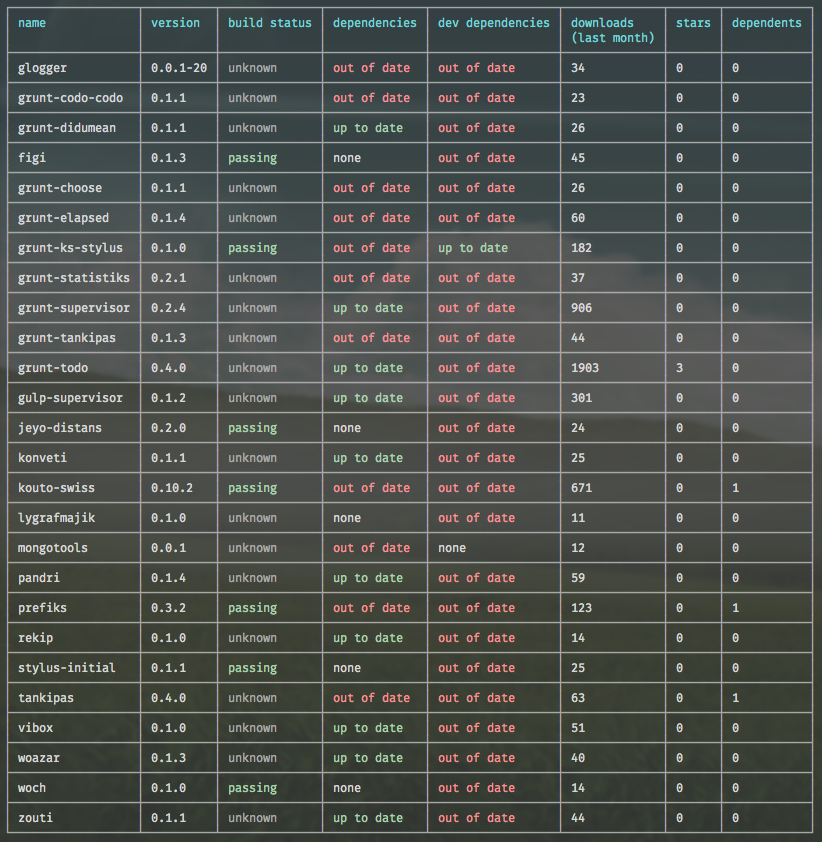 name version build status dependencies dev dependencies downloads stars dependents
(last month)
glogger 0.0.1-20 unknown out of date out of date 34 0 0
grunt-codo-codo 0.1.1 unknown out of date out of date 23 0 0
grunt-didumean 0.1.1 unknown up to date out of date 26 0 0
figi 0.1.3 passing none out of date 45 0 0
grunt-choose 0.1.1 unknown out of date out of date 26 0 0
grunt-elapsed 0.1.4 unknown out of date out of date 60 0 0
grunt-ks-stylus 0.1.0 passing out of date up to date 182 0 0
grunt-statistiks 0.2.1 unknown out of date out of date 37 0 0
grunt-supervisor 0.2.4 unknown up to date out of date 906 0 0
grunt-tankipas 0.1.3 unknown out of date out of date 44 0 0
grunt-todo 0.4.0 unknown up to date out of date 1903 3 0
gulp-supervisor 0.1.2 unknown up to date out of date 301 0 0
jeyo-distans 0.2.0 passing none out of date 24 0 0
konveti 0.1.1 unknown up to date out of date 25 0 0
kouto-swiss 0.10.2 passing out of date out of date 671 0 1
lygrafmajik 0.1.0 unknown none out of date 11 0 0
mongotools 0.0.1 unknown out of date none 12 0 0
pandri 0.1.4 unknown up to date out of date 59 0 0
prefiks 0.3.2 passing out of date out of date 123 0 1
rekip 0.1.0 unknown up to date out of date 14 0 0
stylus-initial 0.1.1 passing none out of date 25 0 0
tankipas 0.4.0 unknown out of date out of date 63 0 1
vibox 0.1.0 unknown up to date out of date 51 0 0
woazar 0.1.3 unknown up to date out of date 40 0 0
woch 0.1.0 passing none out of date 14 0 0
zouti 0.1.1 unknown up to date out of date 44 0 0